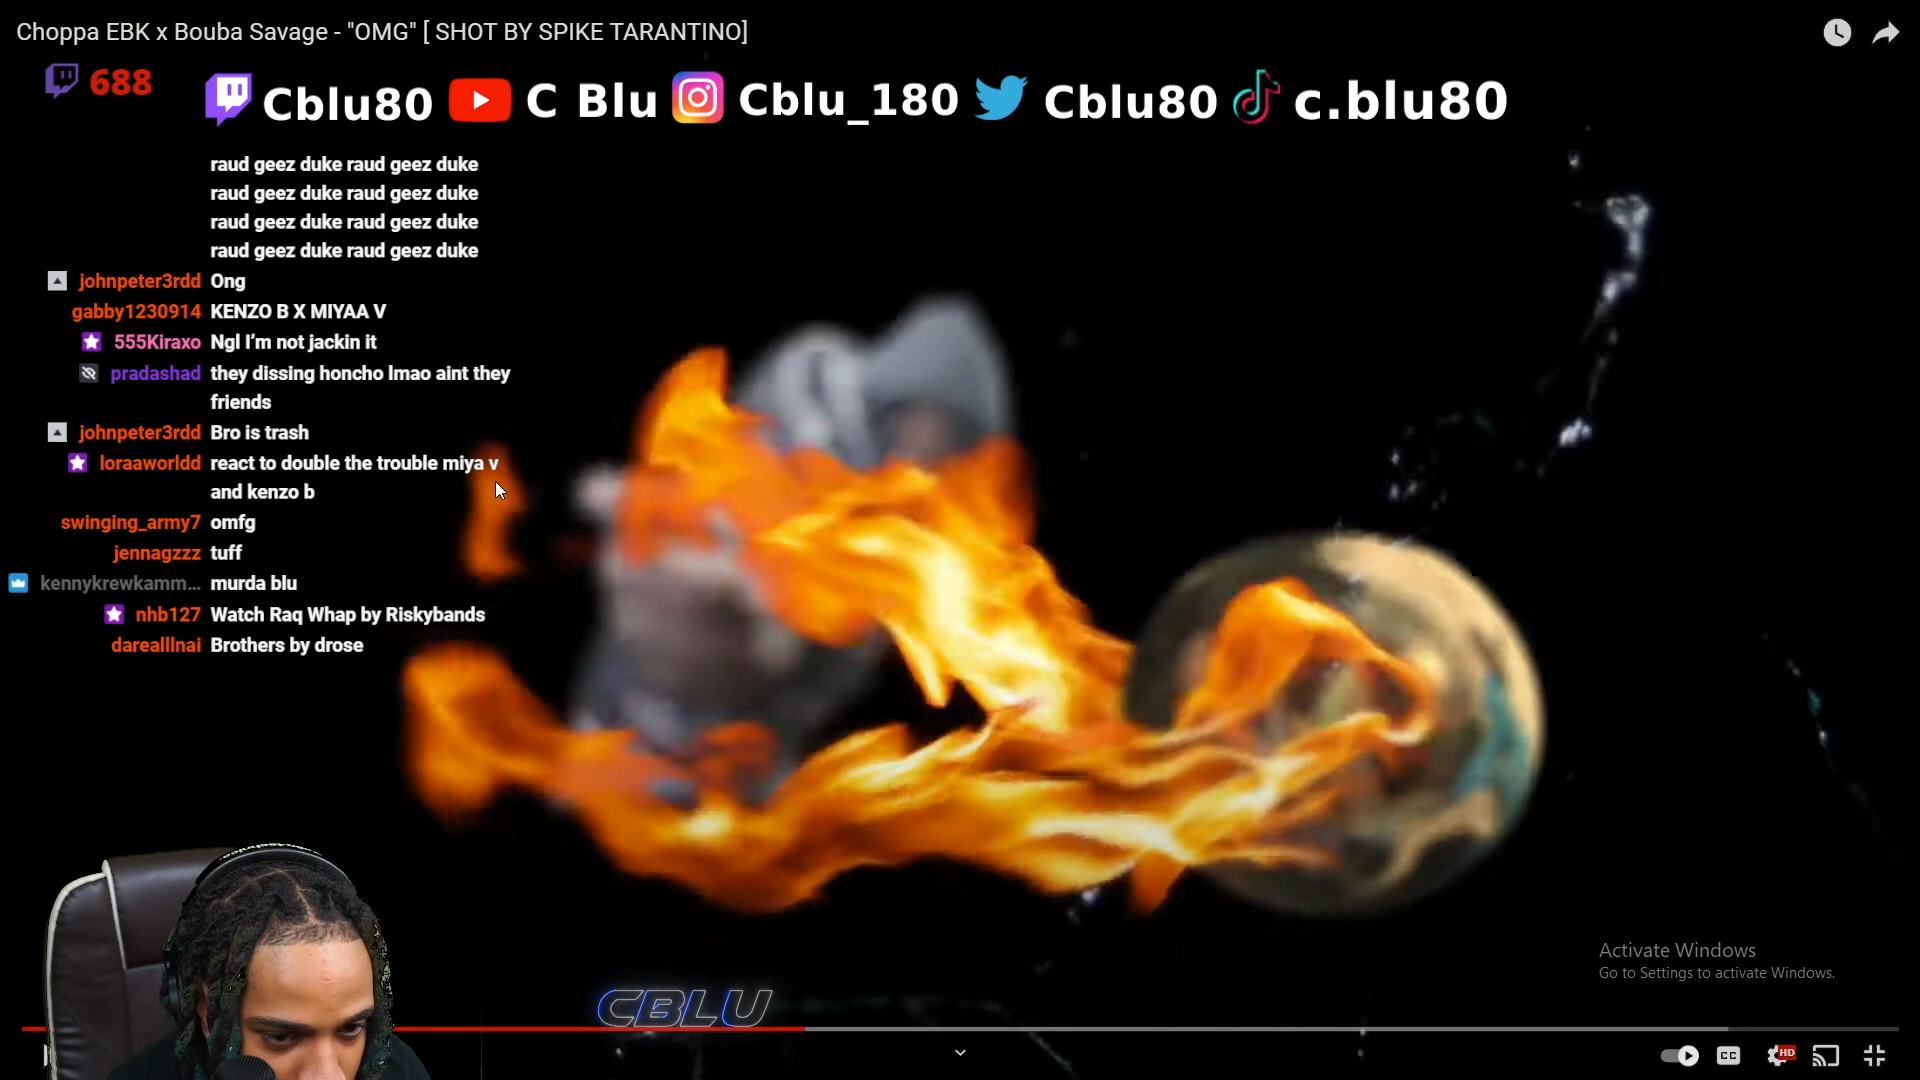 Choppa EBK x Bouba Savage - "OMG" [ SHOT BY SPIKE TARANTINO]
688
Cblu80 C Blu Cblu_180 Cblu80 c.blu80
raud geez duke raud geez duke
raud geez duke raud geez duke
raud geez duke raud geez duke
raud geez duke raud geez duke
johnpeter3rdd Ong
gabby1230914 KENZO B X MIYAA V
555Kiraxo Ngl I'm not jackin it
pradashad they dissing honcho lmao aint they
friends
johnpeter3rdd Bro is trash
loraaworldd react to double the trouble miya v
and kenzo b
swinging_army7 omfg
jennagzzz tuff
kennykrewkamm... murda blu
nhb127 Watch Raq Whap by Riskybands
darealllnai Brothers by drose
Activate Windows
Go to Settings to activate Windows.
CBLU
CC HD